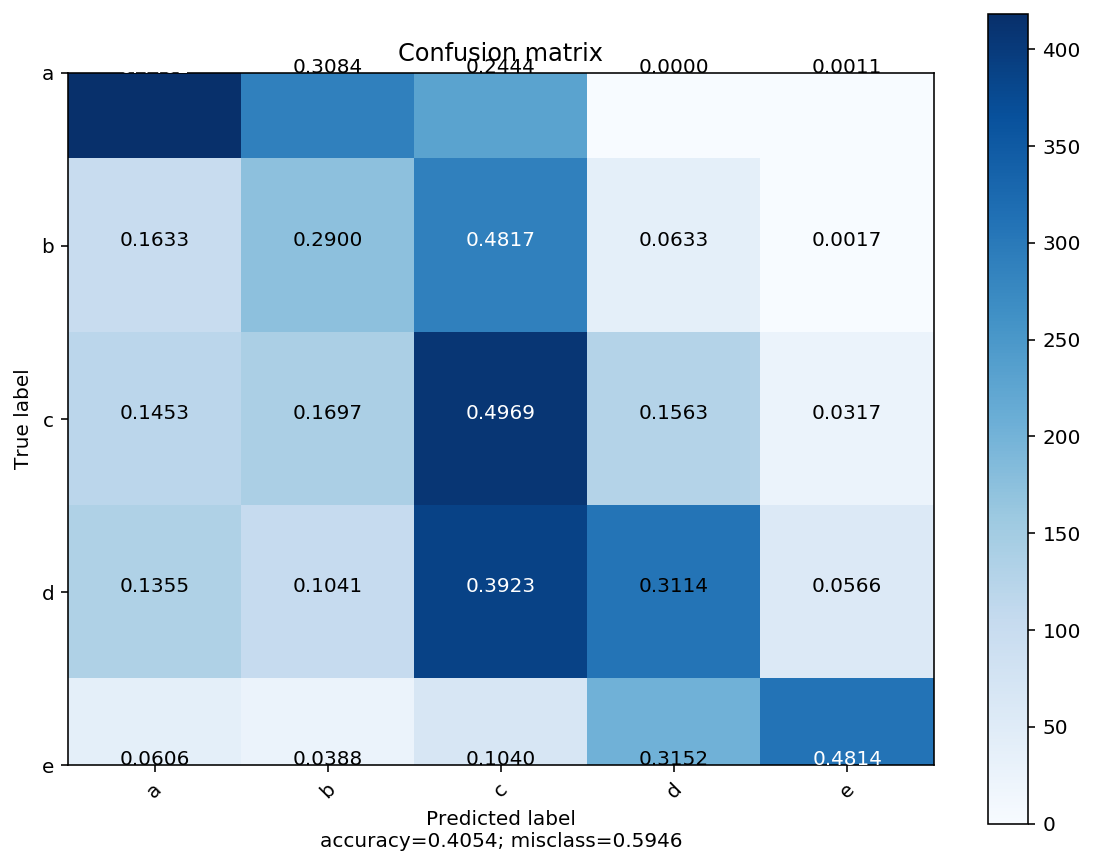 Confusion matrix
a 0.3084 0.2444 0.0000 0.0011
b 0.1633 0.2900 0.4817 0.0633 0.0017
c 0.1453 0.1697 0.4969 0.1563 0.0317
d 0.1355 0.1041 0.3923 0.3114 0.0566
e 0.0606 0.0388 0.1040 0.3152 0.4814
True label
a b c d e
Predicted label
accuracy=0.4054; misclass=0.5946
400
350
300
250
200
150
100
50
0